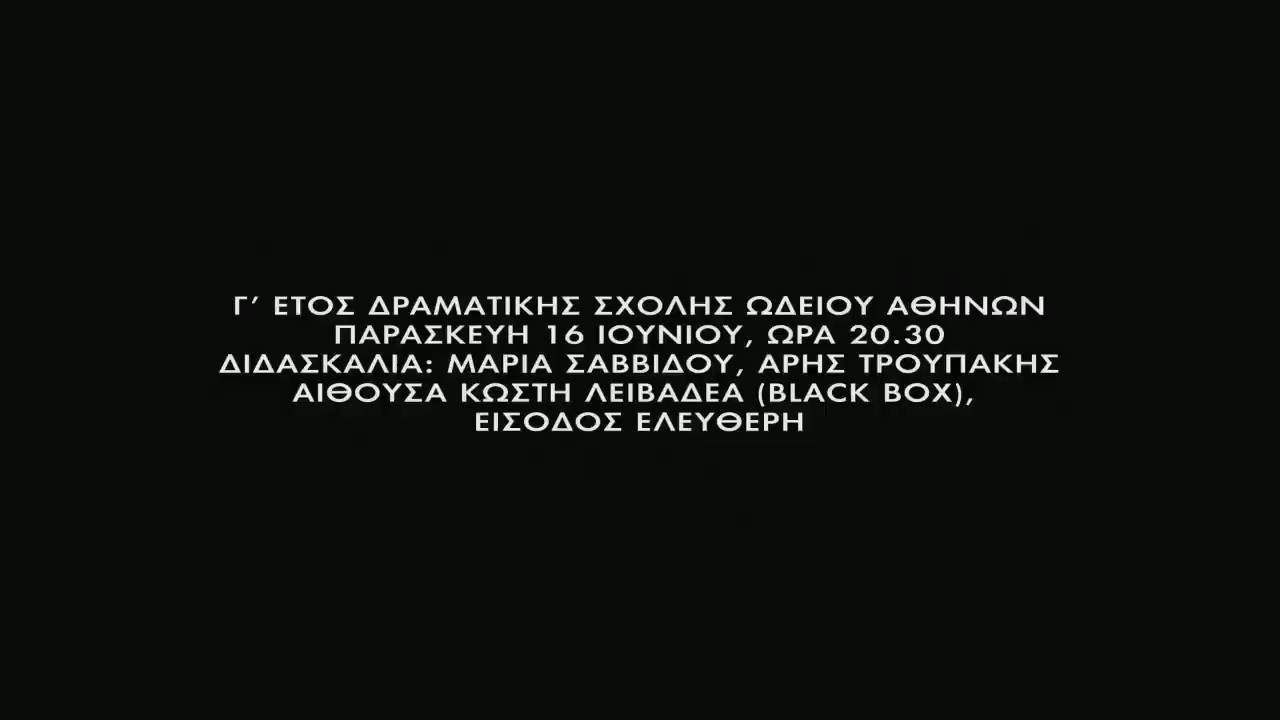 Γ’ ΕΤΟΣ ΔΡΑΜΑΤΙΚΗΣ ΣΧΟΛΗΣ ΩΔΕΙΟΥ ΑΘΗΝΩΝ
ΠΑΡΑΣΚΕΥΗ 16 ΙΟΥΝΙΟΥ, ΩΡΑ 20.30
ΔΙΔΑΣΚΑΛΙΑ: ΜΑΡΙΑ ΣΑΒΒΙΔΟΥ, ΑΡΗΣ ΤΡΟΥΠΑΚΗΣ
ΑΙΘΟΥΣΑ ΚΩΣΤΗ ΛΕΙΒΑΔΕΑ (BLACK BOX),
ΕΙΣΟΔΟΣ ΕΛΕΥΘΕΡΗ